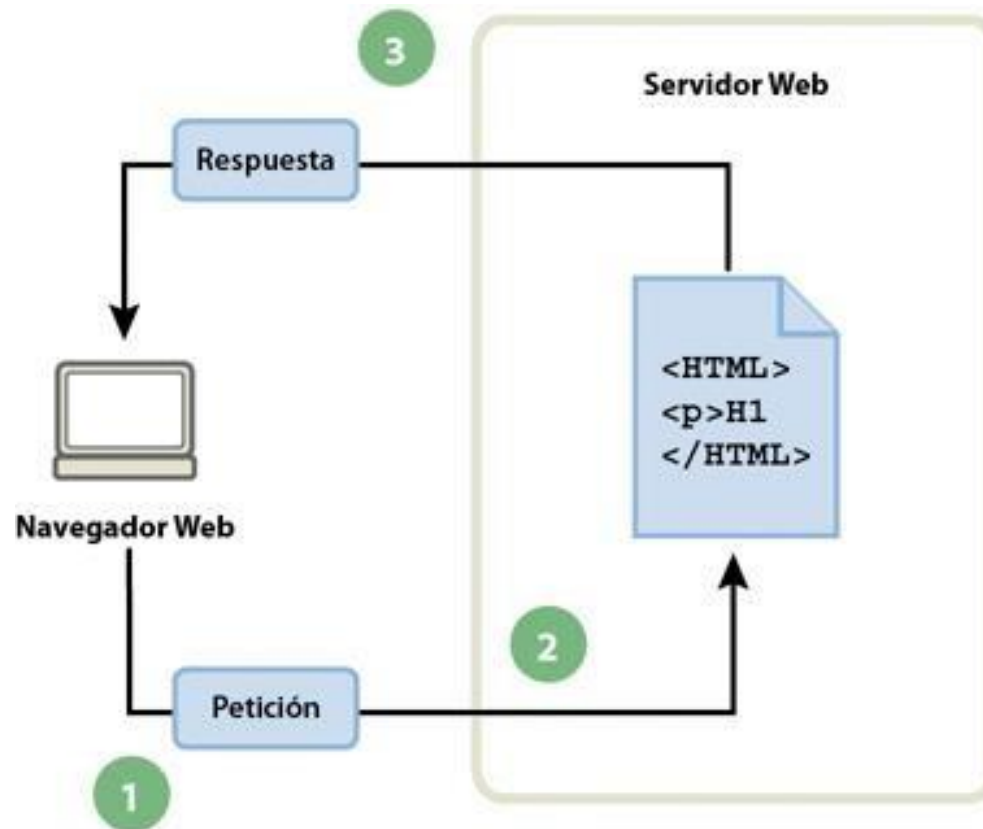 3
Servidor Web
Respuesta
<HTML>
<p>H1
</HTML>
Navegador Web
2
Petición
1